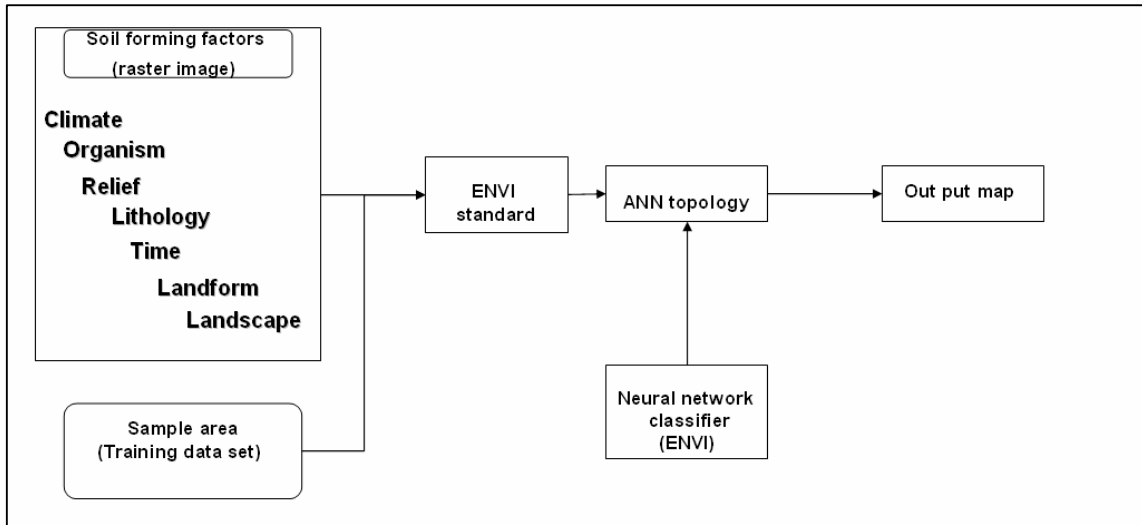 Soil forming factors
(raster image)
Climate
Organism
Relief
Lithology
Time
Landform
Landscape
Sample area
(Training data set)
ENVI
standard
ANN topology
Out put map
Neural network
classifier
(ENVI)